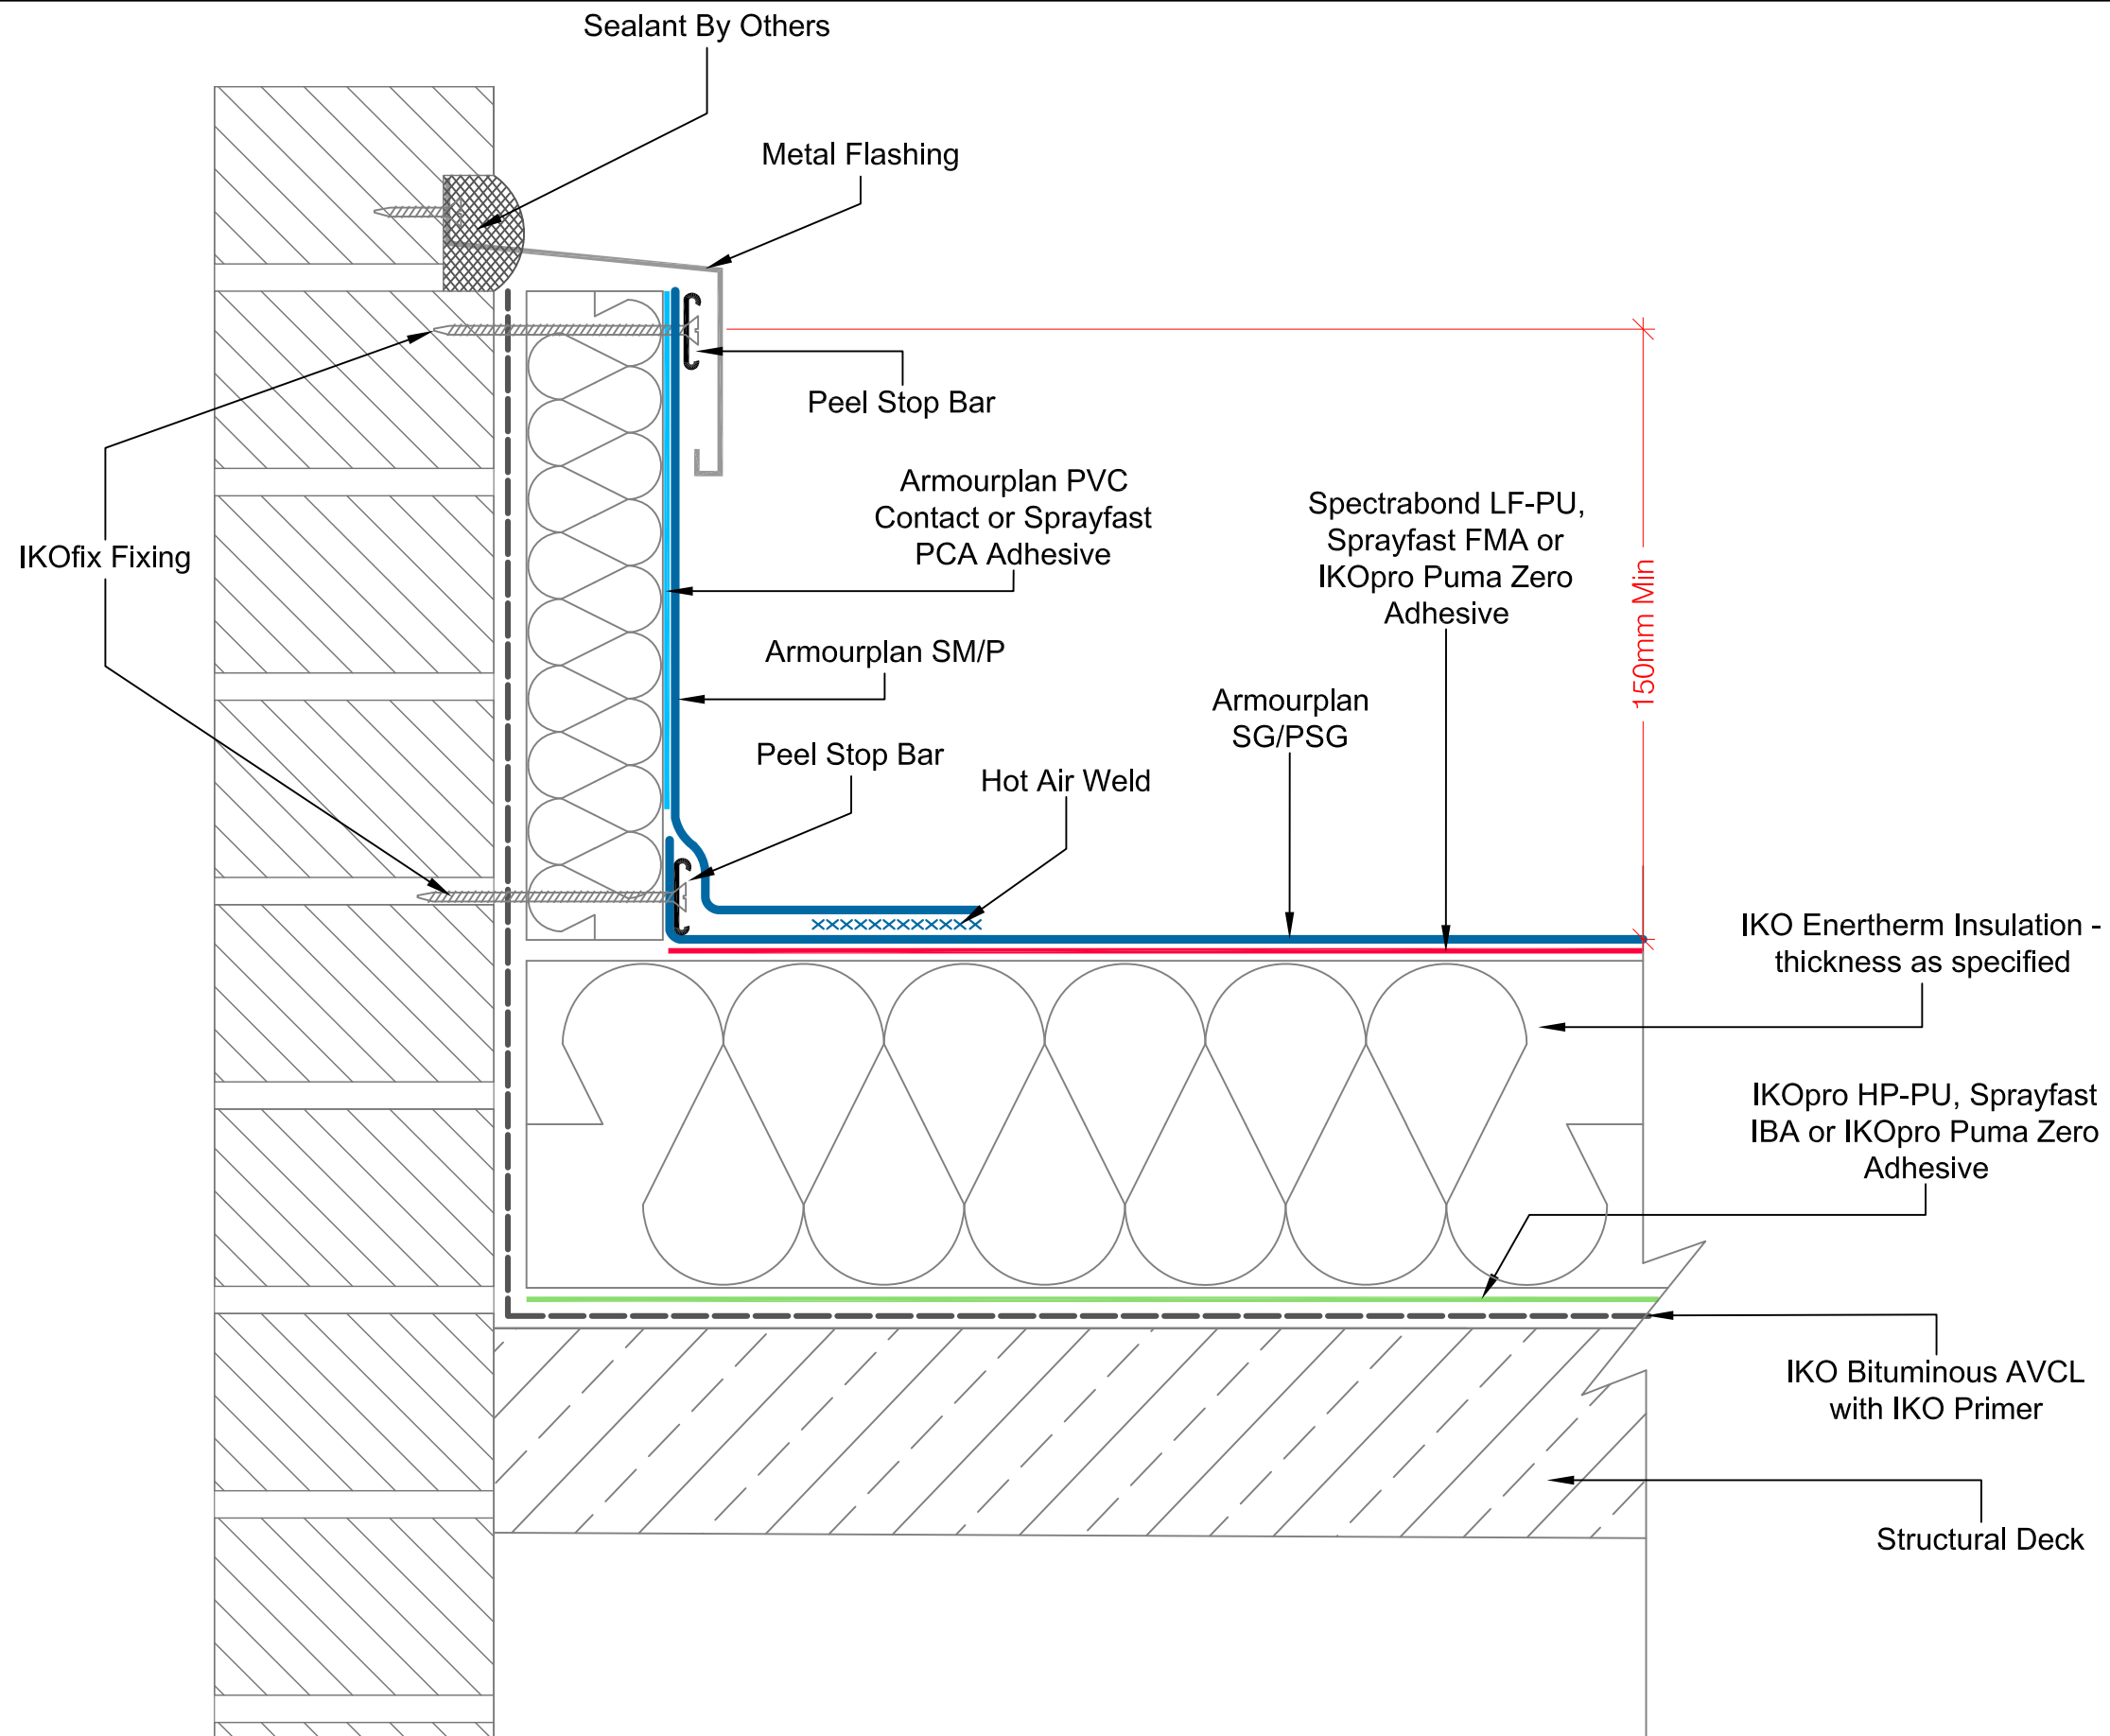 Sealant By Others
Metal Flashing
Peel Stop Bar
Armourplan PVC
Contact or Sprayfast
PCA Adhesive
Spectrabond LF-PU,
Sprayfast FMA or
IKOpro Puma Zero
Adhesive
IKOfix Fixing
150mm Min
Armourplan SM/P
Armourplan
SG/PSG
Peel Stop Bar
Hot Air Weld
IKO Enertherm Insulation -
thickness as specified
IKOpro HP-PU, Sprayfast
IBA or IKOpro Puma Zero
Adhesive
IKO Bituminous AVCL
with IKO Primer
Structural Deck